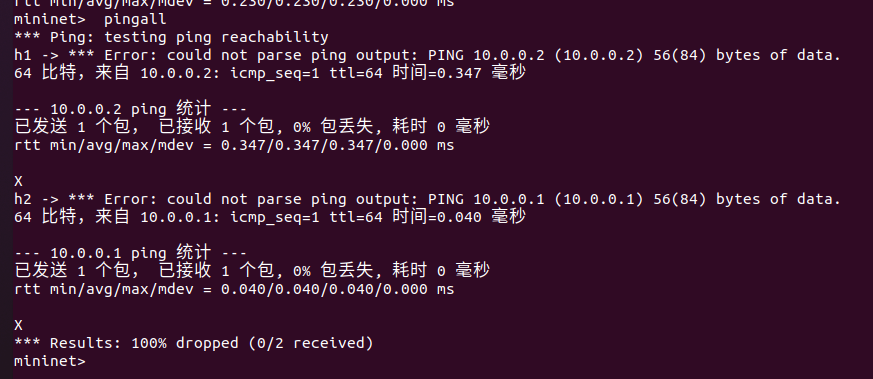 rtt min/avg/max/mdev = 0.230/0.230/0.230/0.000 ms
mininet>  pingall
*** Ping: testing ping reachability
h1 -> *** Error: could not parse ping output: PING 10.0.0.2 (10.0.0.2) 56(84) bytes of data.
64 比特，来自 10.0.0.2: icmp_seq=1 ttl=64 时间=0.347 毫秒
--- 10.0.0.2 ping 统计 ---
已发送 1 个包， 已接收 1 个包, 0% 包丢失, 耗时 0 毫秒
rtt min/avg/max/mdev = 0.347/0.347/0.347/0.000 ms
X
h2 -> *** Error: could not parse ping output: PING 10.0.0.1 (10.0.0.1) 56(84) bytes of data.
64 比特，来自 10.0.0.1: icmp_seq=1 ttl=64 时间=0.040 毫秒
--- 10.0.0.1 ping 统计 ---
已发送 1 个包， 已接收 1 个包, 0% 包丢失, 耗时 0 毫秒
rtt min/avg/max/mdev = 0.040/0.040/0.040/0.000 ms
X
*** Results: 100% dropped (0/2 received)
mininet>